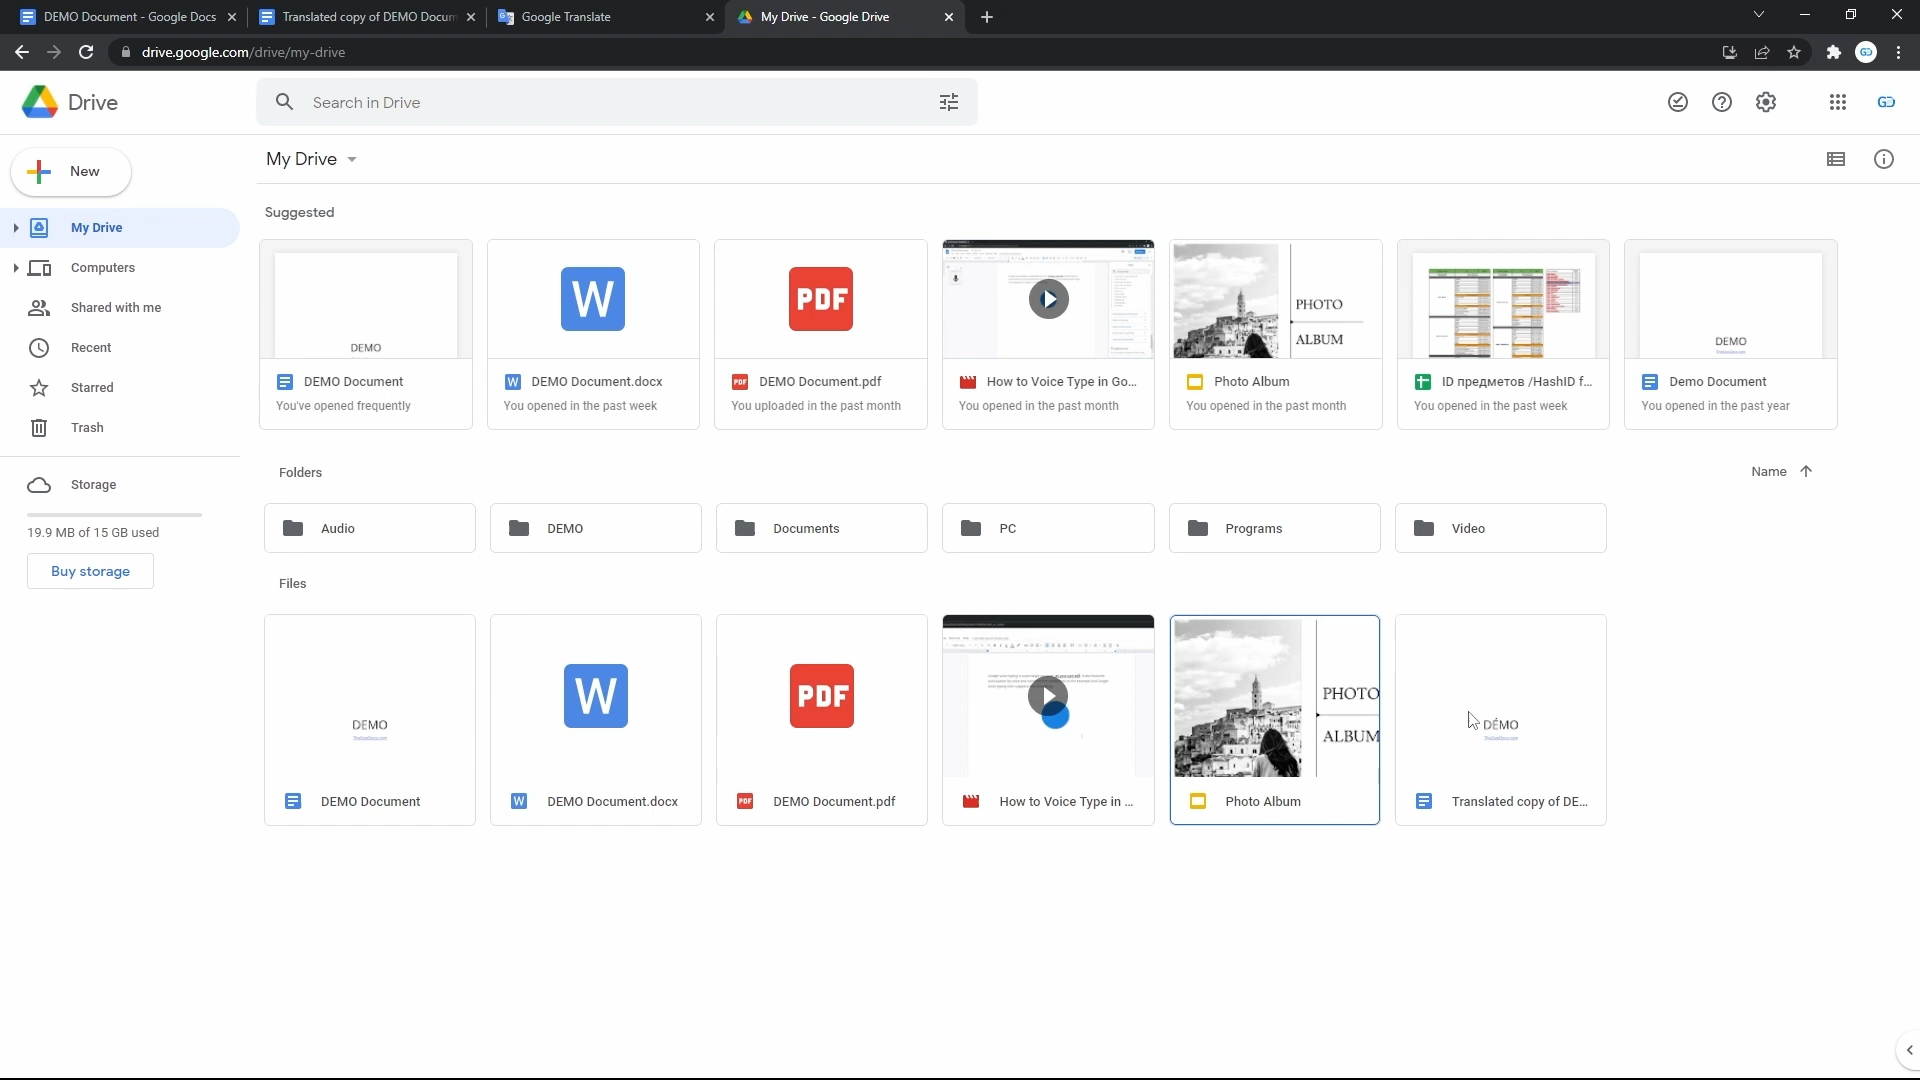 DEMO Document - Google Docs
Translated copy of DEMO Docum
Google Translate
My Drive - Google Drive
drive.google.com/drive/my-drive
Drive
Search in Drive
New
My Drive
My Drive
Computers
Shared with me
Recent
Starred
Trash
Storage
19.9 MB of 15 GB used
Buy storage
Suggested
DEMO
W
PDF
PHOTO
ALBUM
DEMO
DEMO Document
You've opened frequently
W
DEMO Document.docx
You opened in the past week
PDF
DEMO Document.pdf
You uploaded in the past month
How to Voice Type in Go...
You opened in the past month
Photo Album
You opened in the past month
ID предметов /HashID f...
You opened in the past week
Demo Document
You opened in the past year
Folders
Name
Audio
DEMO
Documents
PC
Programs
Video
Files
DEMO
W
PDF
PHOTO
ALBUM
DÉMO
DEMO Document
W
DEMO Document.docx
PDF
DEMO Document.pdf
How to Voice Type in ...
Photo Album
Translated copy of DE...